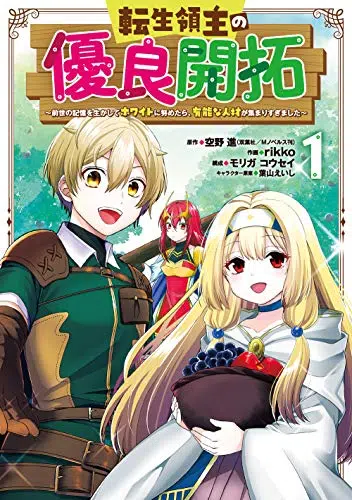 転生領主の
優良開拓
～前世の記憶を生かしてホワイトに努めたら、有能な人材が集まりすぎました～
原作◆空野 進(双葉社/Mノベルス刊)
作画◆rikko
構成◆モリガ コウセイ
キャラクター原案◆葉山えいし
1